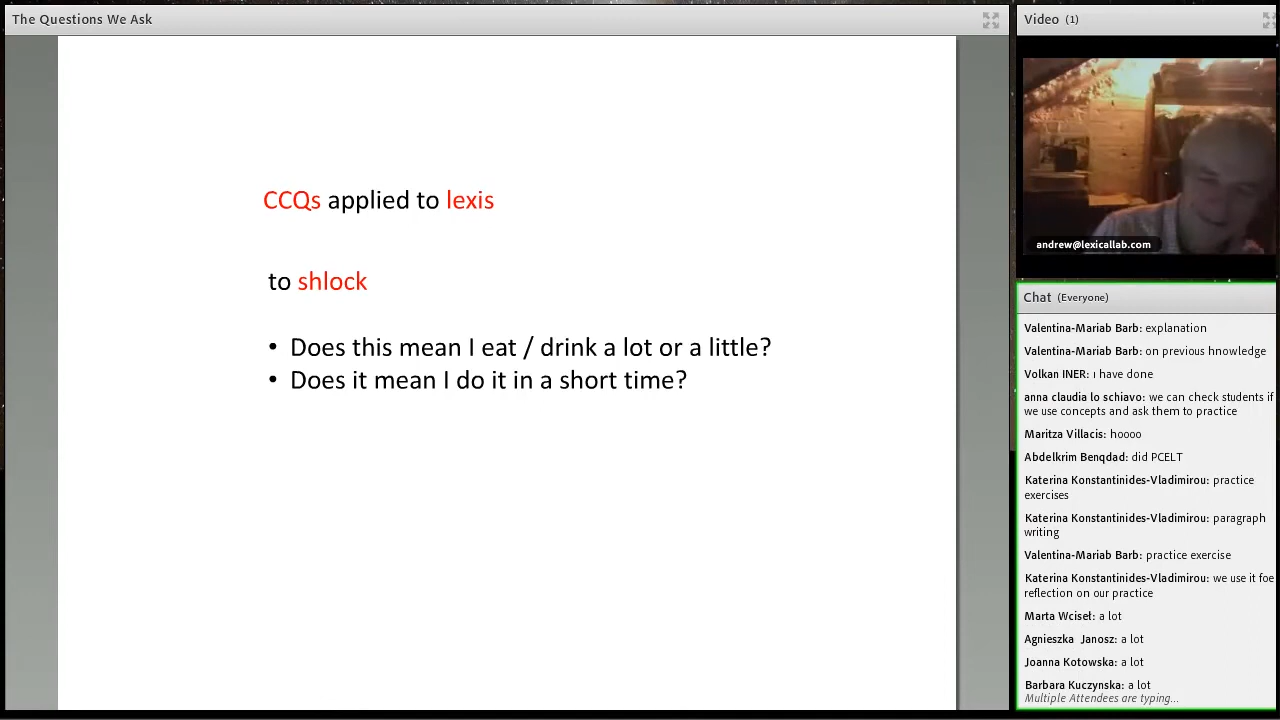 The Questions We Ask
CCQs applied to lexis
to shlock
• Does this mean I eat / drink a lot or a little?
• Does it mean I do it in a short time?
Video (1)
andrew@lexicallab.com
Chat (Everyone)
Valentina-Mariab Barb: explanation
Valentina-Mariab Barb: on previous hnowledge
Volkan INER: ı have done
anna claudia lo schiavo: we can check students if
we use concepts and ask them to practice
Maritza Villacis: hoooo
Abdelkrim Benqdad: did PCELT
Katerina Konstantinides-Vladimirou: practice
exercises
Katerina Konstantinides-Vladimirou: paragraph
writing
Valentina-Mariab Barb: practice exercise
Katerina Konstantinides-Vladimirou: we use it foe
reflection on our practice
Marta Wciseł: a lot
Agnieszka Janosz: a lot
Joanna Kotowska: a lot
Barbara Kuczynska: a lot
Multiple Attendees are typing...